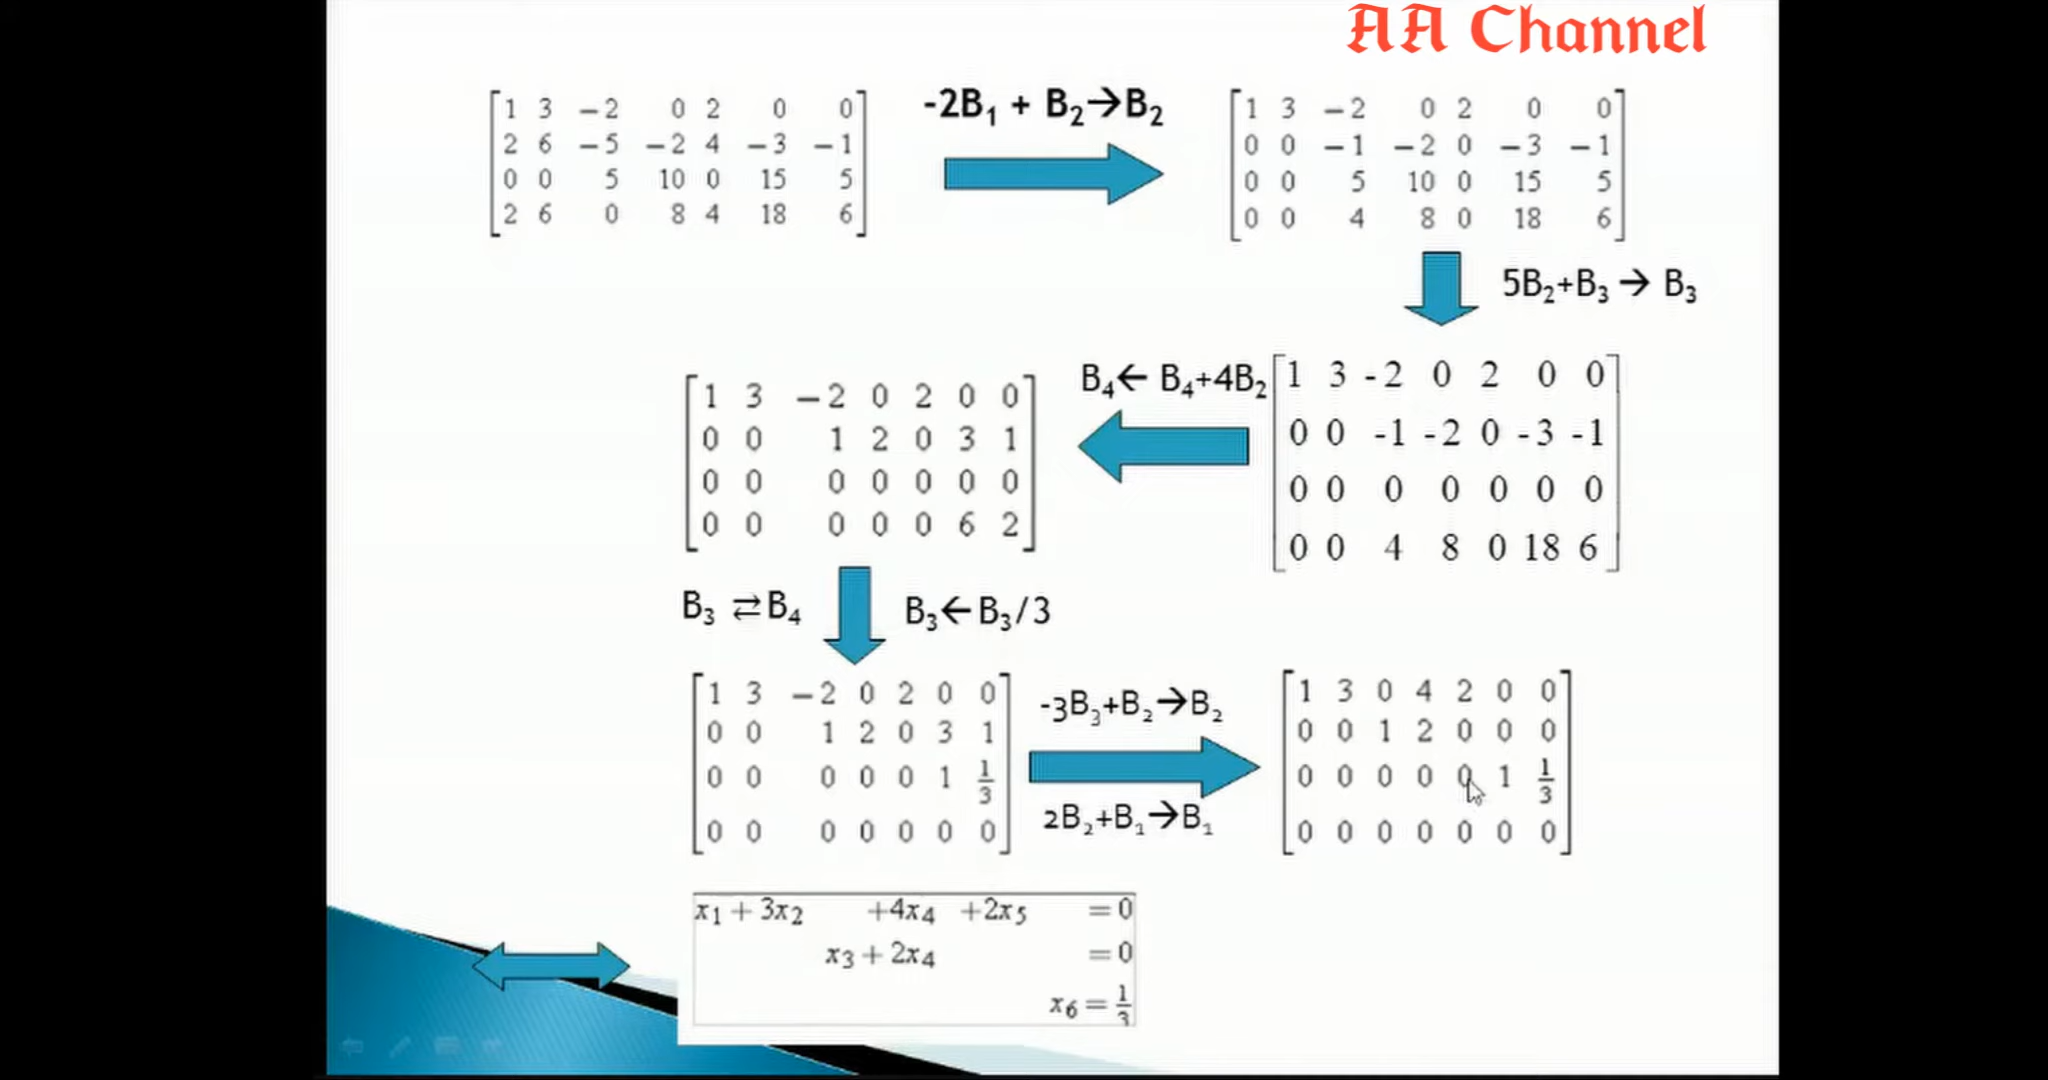 AA Channel
1 3 −2 0 2 0 0
2 6 −5 −2 4 −3 −1
0 0 5 10 0 15 5
2 6 0 8 4 18 6
-2B₁ + B₂→B₂
1 3 −2 0 2 0 0
0 0 −1 −2 0 −3 −1
0 0 5 10 0 15 5
0 0 4 8 0 18 6
5B₂+B₃ → B₃
1 3 -2 0 2 0 0
0 0 -1 -2 0 -3 -1
0 0 0 0 0 0 0
0 0 4 8 0 18 6
B₄← B₄+4B₂
1 3 −2 0 2 0 0
0 0 1 2 0 3 1
0 0 0 0 0 0 0
0 0 0 0 0 6 2
B₃ ⇄B₄
B₃←B₃/3
1 3 −2 0 2 0 0
0 0 1 2 0 3 1
0 0 0 0 0 1 1/3
0 0 0 0 0 0 0
-3B₃+B₂→B₂
2B₂+B₁→B₁
1 3 0 4 2 0 0
0 0 1 2 0 0 0
0 0 0 0 0 1 1/3
0 0 0 0 0 0 0
x₁ + 3x₂ +4x₄ +2x₅ = 0
x₃ + 2x₄ = 0
x₆ = 1/3